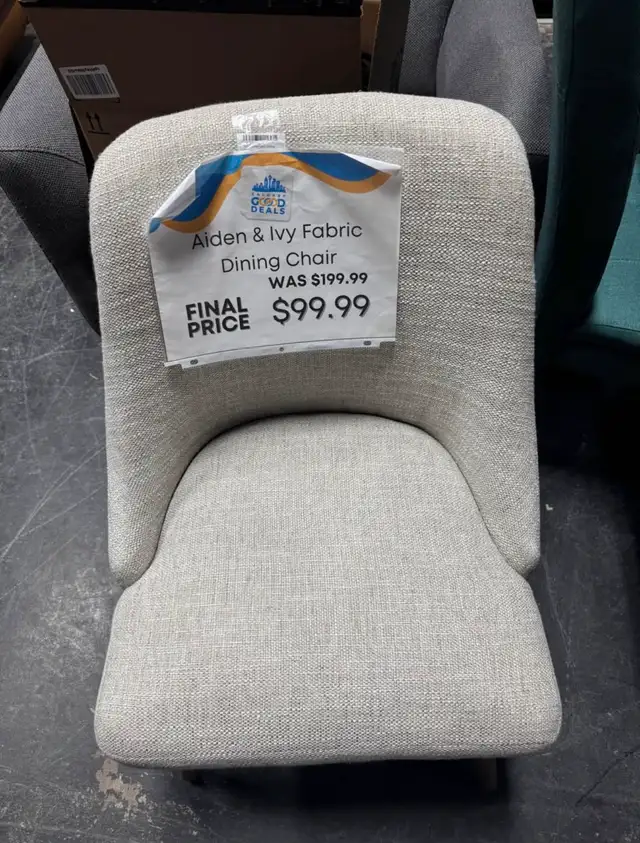 GOOD
DEALS
Aiden & Ivy Fabric
Dining Chair
WAS $199.99
FINAL
PRICE
$99.99